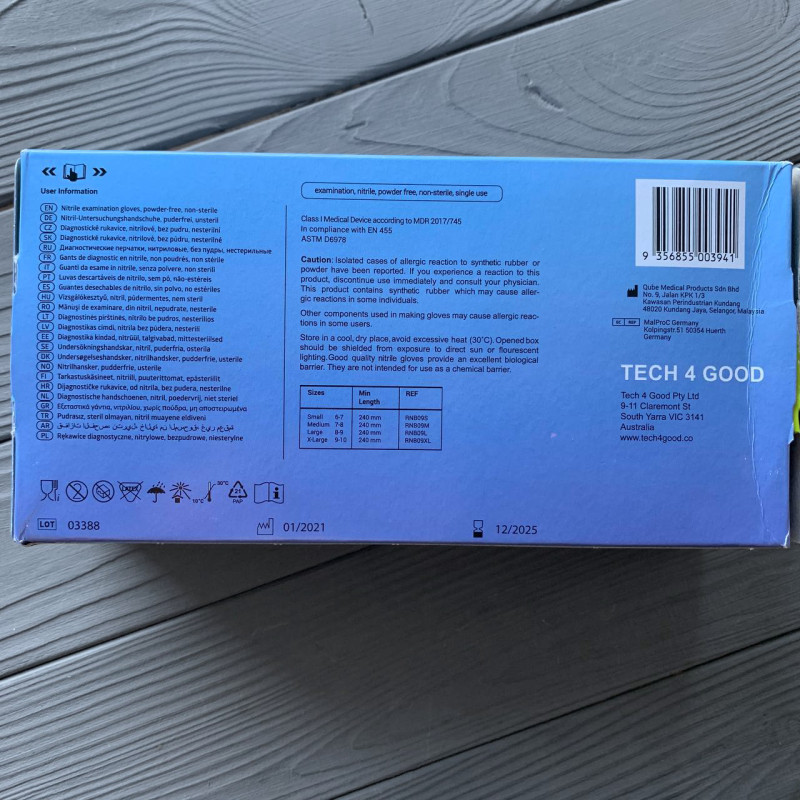 User Information
EN Nitrile examination gloves, powder-free, non-sterile
DE Nitril-Untersuchungshandschuhe, puderfrei, unsteril
CZ Diagnostické rukavice, nitrilové, bez pudru, nesterilní
SK Diagnostické rukavice, nitrilové, bez púdru, nesterilné
RU Диагностические перчатки, нитриловые, без пудры, нестерильные
FR Gants de diagnostic en nitrile, non poudrés, non stérile
IT Guanti da esame in nitrile, senza polvere, non sterili
PT Luvas descartáveis de nitrilo, sem pó, não-estéreis
ES Guantes desechables de nitrilo, sin polvo, no estériles
HU Vizsgálókesztyű, nitril, púdermentes, nem steril
RO Mănuşi de examinare, din nitril, nepudrate, nesterile
LT Diagnostinės pirštinės, nitrilo be pudros, nesterilios
LV Diagnostikas cimdi, nitrila bez pūdera, nesterili
EE Diagnostika kindad, nitriil, talgivabad, mittesteriilsed
SE Undersökningshandskar, nitril, puderfria, osterila
DK Undersøgelseshandsker, nitrilhandsker, pudderfrie, usterile
NO Nitrilhansker, pudderfrie, usterile
FI Tarkastuskäsineet, nitriili, puuterittomat, epästeriilit
HR Dijagnostičke rukavice, od nitrila, bez pudera, nesterilne
NL Diagnostische handschoenen, nitril, poedervrij, niet steriel
GR Εξεταστικά γάντια, νιτριλίου, χωρίς πούδρα, μη αποστειρωμένα
TR Pudrasız, steril olmayan, nitril muayene eldiveni
AR قفازات الفحص، نتريل، خالية من المسحوق، غير معقمة
PL Rękawice diagnostyczne, nitrylowe, bezpudrowe, niesterylne
10°C
30°C
21
PAP
LOT 03388
01/2021
12/2025
examination, nitrile, powder free, non-sterile, single use
Class I Medical Device according to MDR 2017/745
In compliance with EN 455
ASTM D6978
Caution: Isolated cases of allergic reaction to synthetic rubber or
powder have been reported. If you experience a reaction to this
product, discontinue use immediately and consult your physician.
This product contains synthetic rubber which may cause aller-
gic reactions in some individuals.
Other components used in making gloves may cause allergic reac-
tions in some users.
Store in a cool, dry place, avoid excessive heat (30°C). Opened box
should be shielded from exposure to direct sun or flourescent
lighting.Good quality nitrile gloves provide an excellent biological
barrier. They are not intended for use as a chemical barrier.
Sizes Min Length REF
Small 6-7 240 mm RNB09S
Medium 7-8 240 mm RNB09M
Large 8-9 240 mm RNB09L
X-Large 9-10 240 mm RNB09XL
9 356855 003941
Qube Medical Products Sdn Bhd
No. 9, Jalan KPK 1/3
Kawasan Perindustrian Kundang
48020 Kundang Jaya, Selangor, Malaysia
EC REP MaiProC Germany
Kolpingstr.51 50354 Huerth
Germany
TECH 4 GOOD
Tech 4 Good Pty Ltd
9-11 Claremont St
South Yarra VIC 3141
Australia
www.tech4good.co